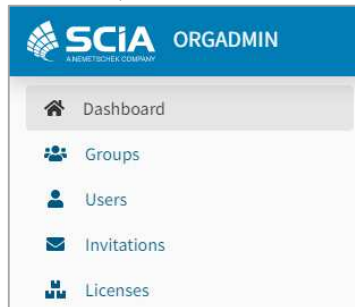 SCIA ORGADMIN
A NEMETSCHEK COMPANY
Dashboard
Groups
Users
Invitations
Licenses